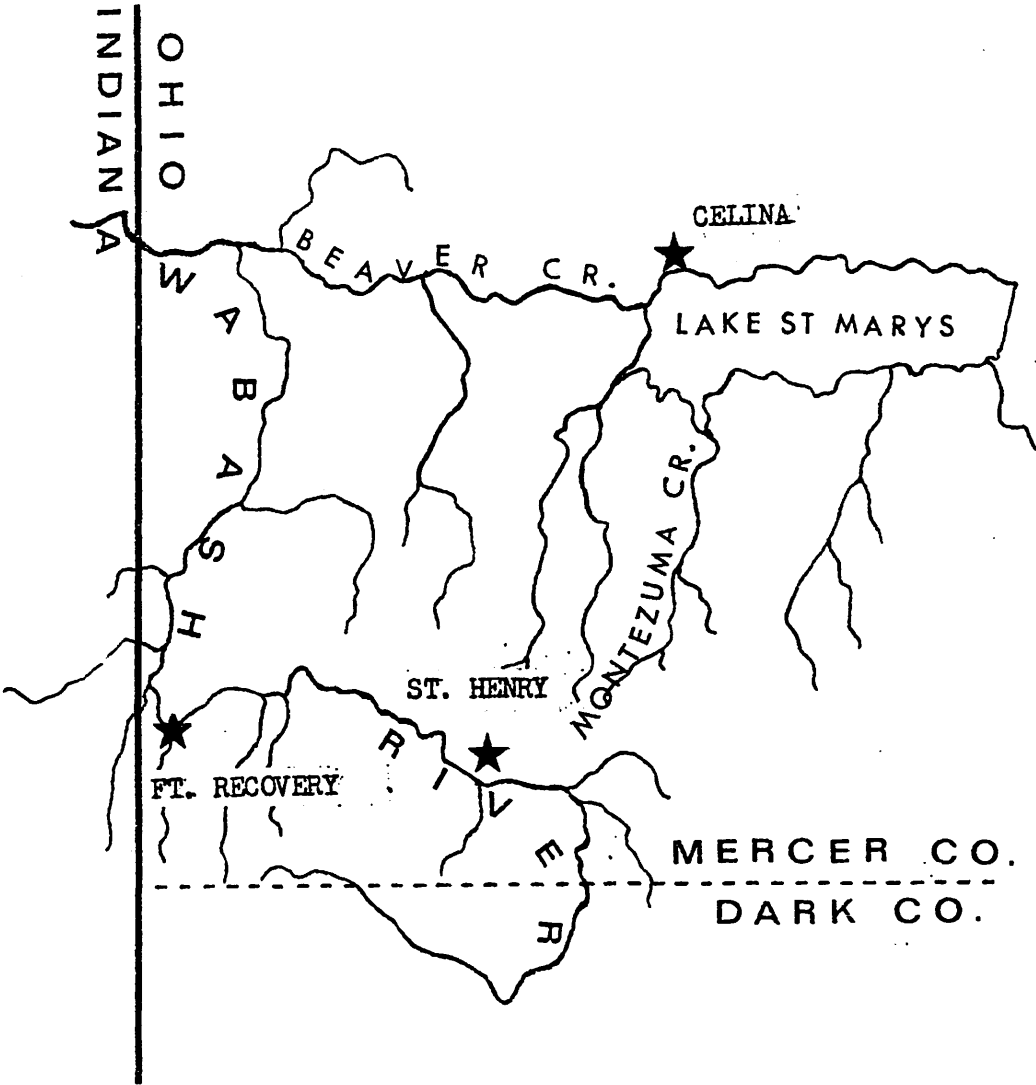 INDIANA
OHIO
CELINA
BEAVER CR.
LAKE ST MARYS
WABASH RIVER
MONTEZUMA CR.
ST. HENRY
FT. RECOVERY
MERCER CO.
DARK CO.